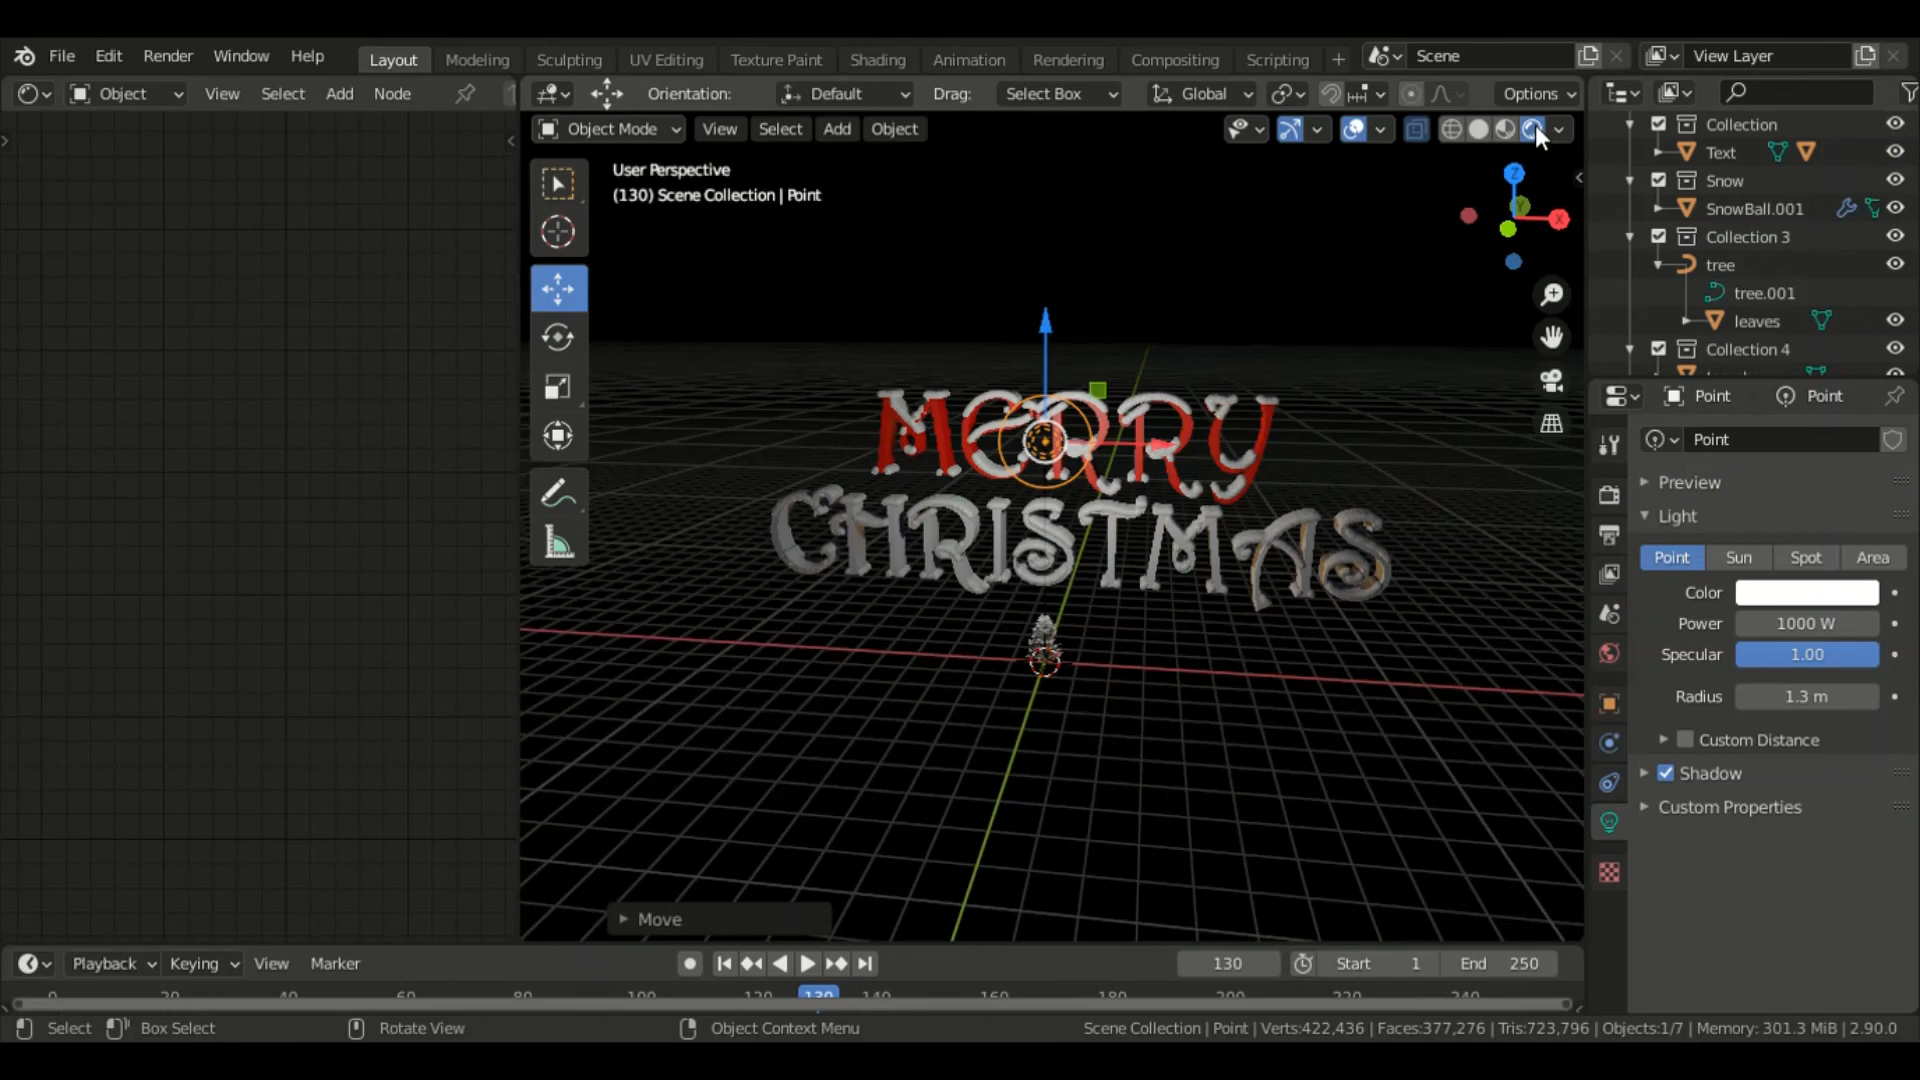 File Edit Render Window Help Layout Modeling Sculpting UV Editing Texture Paint Shading Animation Rendering Compositing Scripting + Scene View Layer
Object View Select Add Node Orientation: Default Drag: Select Box Global Options
Object Mode View Select Add Object
User Perspective
(130) Scene Collection | Point
Z
Y
X
MERRY
CHRISTMAS
Move
Collection
Text
Snow
SnowBall.001
Collection 3
tree
tree.001
leaves
Collection 4
Point Point
Point
Preview
Light
Point Sun Spot Area
Color
Power 1000 W
Specular 1.00
Radius 1.3 m
Custom Distance
Shadow
Custom Properties
Playback Keying View Marker 130 Start 1 End 250
0 20 40 60 80 100 120 130 140 160 180 200 220 240
Select Box Select Rotate View Object Context Menu Scene Collection | Point | Verts:422,436 | Faces:377,276 | Tris:723,796 | Objects:1/7 | Memory: 301.3 MiB | 2.90.0